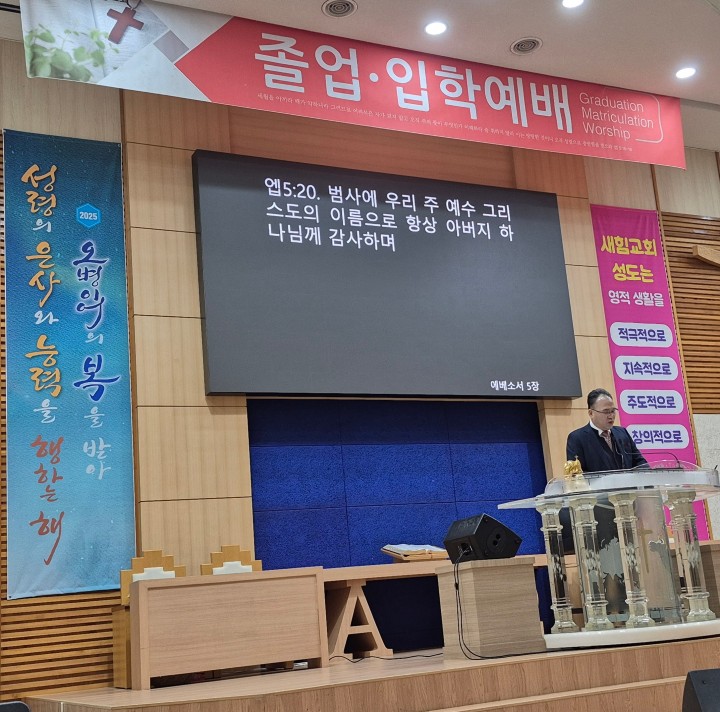 졸업·입학예배
Graduation
Matriculation
Worship
엡5:20. 범사에 우리 주 예수 그리
스도의 이름으로 항상 아버지 하
나님께 감사하며
에베소서 5장
2025
오병이어의 복을 받아
성령의 은사와 능력을 행하는 해
새힘교회
성도는
영적 생활을
적극적으로
지속적으로
주도적으로
창의적으로